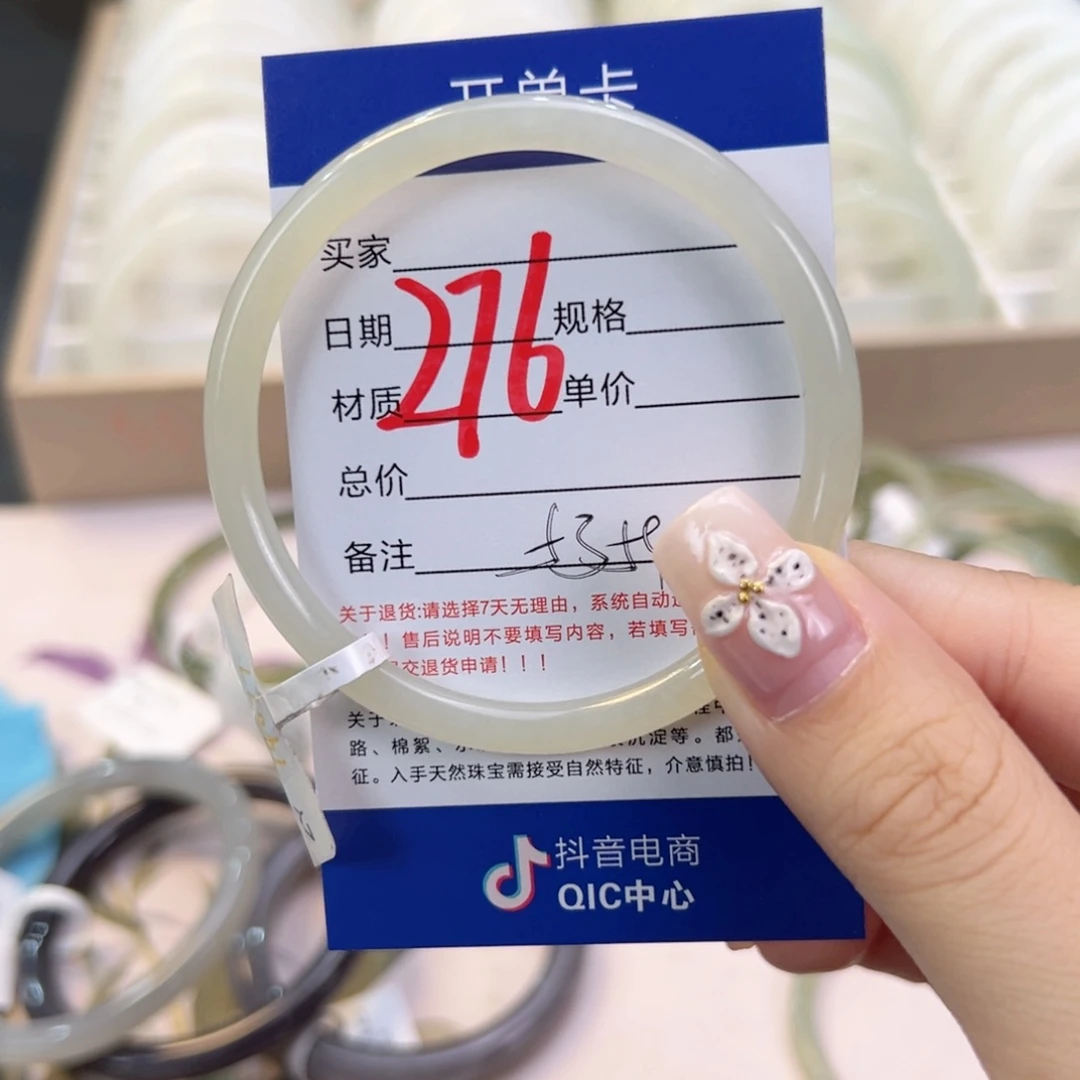 开单卡
买家
276
日期 规格
材质 单价
总价
备注
关于退货:请选择7天无理由，系统自动
！售后说明不要填写内容，若填写
交退货申请！！！
关于
路、棉絮、 沉淀等。都
征。入手天然珠宝需接受自然特征，介意慎拍！
抖音电商
QIC中心